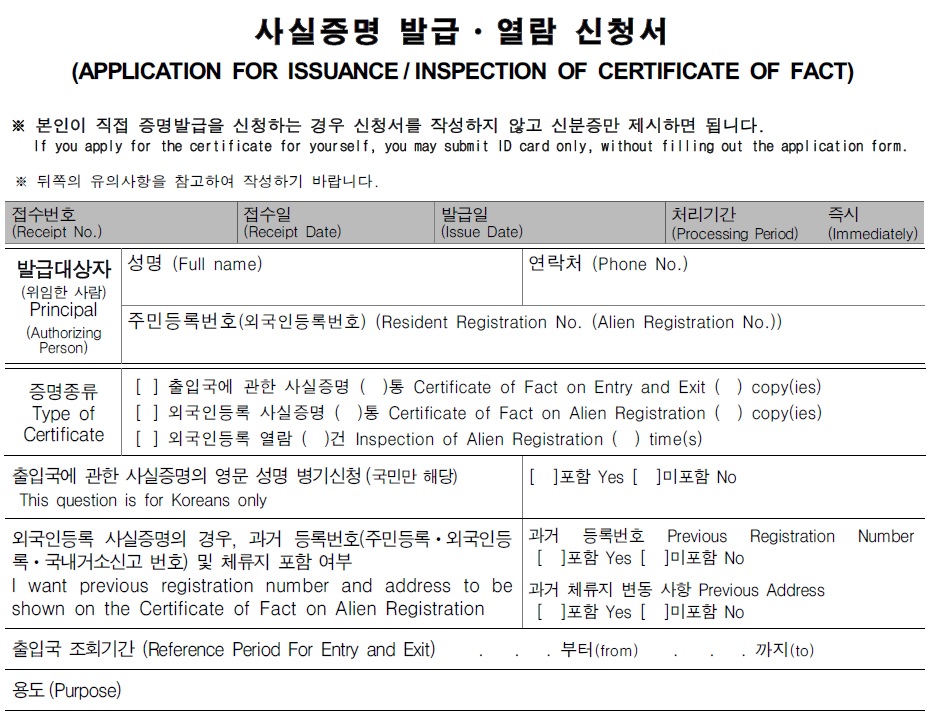 사실증명 발급・열람 신청서
(APPLICATION FOR ISSUANCE / INSPECTION OF CERTIFICATE OF FACT)
※ 본인이 직접 증명발급을 신청하는 경우 신청서를 작성하지 않고 신분증만 제시하면 됩니다.
If you apply for the certificate for yourself, you may submit ID card only, without filling out the application form.
※ 뒤쪽의 유의사항을 참고하여 작성하기 바랍니다.
접수번호
(Receipt No.)
접수일
(Receipt Date)
발급일
(Issue Date)
처리기간 즉시
(Processing Period) (Immediately)
발급대상자
(위임한 사람)
Principal
(Authorizing
Person)
성명 (Full name)
연락처 (Phone No.)
주민등록번호(외국인등록번호) (Resident Registration No. (Alien Registration No.))
증명종류
Type of
Certificate
[ ] 출입국에 관한 사실증명 ( )통 Certificate of Fact on Entry and Exit ( ) copy(ies)
[ ] 외국인등록 사실증명 ( )통 Certificate of Fact on Alien Registration ( ) copy(ies)
[ ] 외국인등록 열람 ( )건 Inspection of Alien Registration ( ) time(s)
출입국에 관한 사실증명의 영문 성명 병기신청(국민만 해당)
This question is for Koreans only
[ ]포함 Yes [ ]미포함 No
외국인등록 사실증명의 경우, 과거 등록번호(주민등록・외국인등
록・국내거소신고 번호) 및 체류지 포함 여부
I want previous registration number and address to be
shown on the Certificate of Fact on Alien Registration
과거 등록번호 Previous Registration Number
[ ]포함 Yes [ ]미포함 No
과거 체류지 변동 사항 Previous Address
[ ]포함 Yes [ ]미포함 No
출입국 조회기간 (Reference Period For Entry and Exit) . . . 부터(from) . . . 까지(to)
용도 (Purpose)